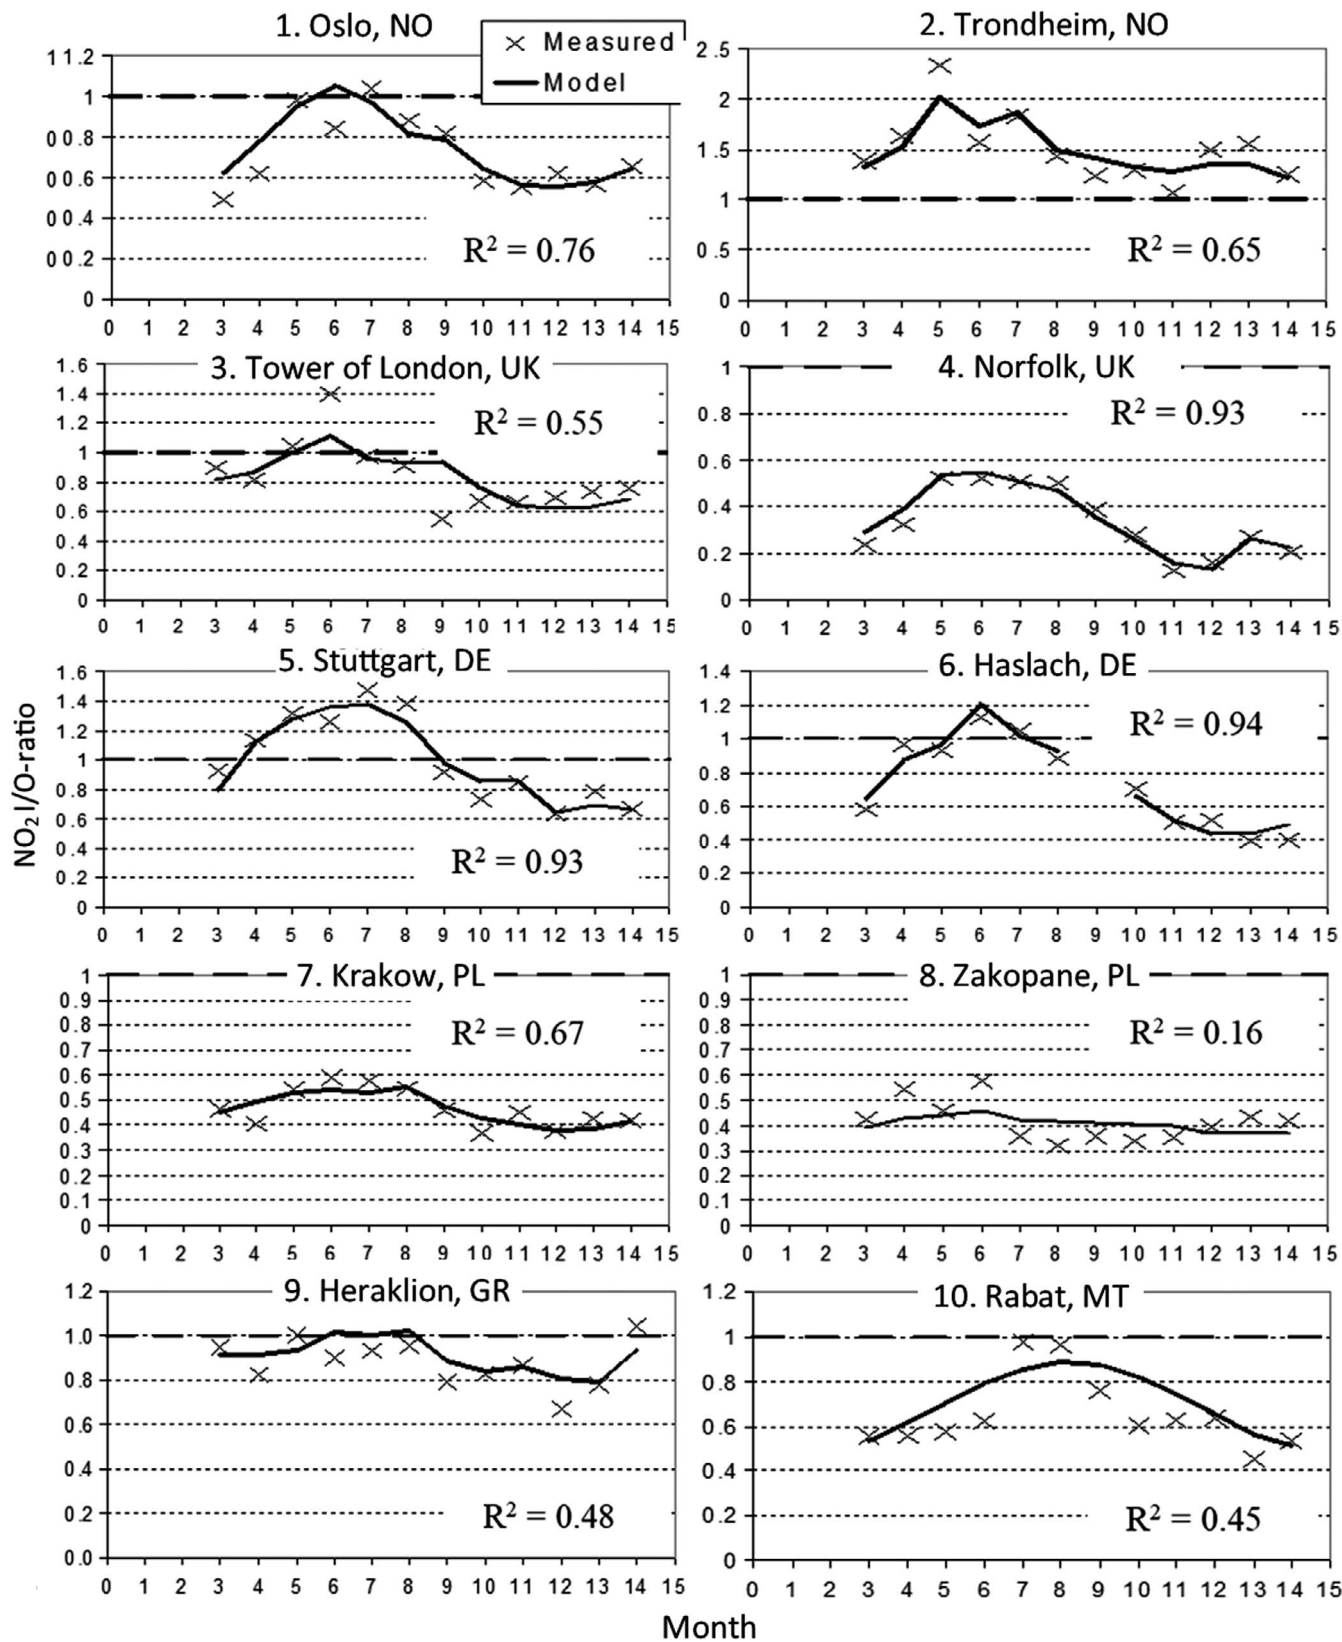 1. Oslo, NO
Measured
Model
1 1.2
1
0 0.8
0 0.6
0 0.4
0 0.2
0
R² = 0.76
0 1 2 3 4 5 6 7 8 9 10 11 12 13 14 15
2. Trondheim, NO
2.5
2
1.5
1
0.5
0
R² = 0.65
0 1 2 3 4 5 6 7 8 9 10 11 12 13 14 15
3. Tower of London, UK
1.6
1.4
1.2
1
0.8
0.6
0.4
0.2
0
R² = 0.55
0 1 2 3 4 5 6 7 8 9 10 11 12 13 14 15
4. Norfolk, UK
1
0.8
0.6
0.4
0.2
0
R² = 0.93
0 1 2 3 4 5 6 7 8 9 10 11 12 13 14 15
NO₂ I/O-ratio
5. Stuttgart, DE
1.6
1.4
1.2
1
0.8
0.6
0.4
0.2
0
R² = 0.93
0 1 2 3 4 5 6 7 8 9 10 11 12 13 14 15
6. Haslach, DE
1.4
1.2
1
0.8
0.6
0.4
0.2
0
R² = 0.94
0 1 2 3 4 5 6 7 8 9 10 11 12 13 14 15
7. Krakow, PL
1
0.9
0.8
0.7
0.6
0.5
0.4
0.3
0.2
0.1
0
R² = 0.67
0 1 2 3 4 5 6 7 8 9 10 11 12 13 14 15
8. Zakopane, PL
1
0.9
0.8
0.7
0.6
0.5
0.4
0.3
0.2
0.1
0
R² = 0.16
0 1 2 3 4 5 6 7 8 9 10 11 12 13 14 15
9. Heraklion, GR
1.2
1.0
0.8
0.6
0.4
0.2
0.0
R² = 0.48
0 1 2 3 4 5 6 7 8 9 10 11 12 13 14 15
10. Rabat, MT
1.2
1
0.8
0.6
0.4
0.2
0
R² = 0.45
0 1 2 3 4 5 6 7 8 9 10 11 12 13 14 15
Month